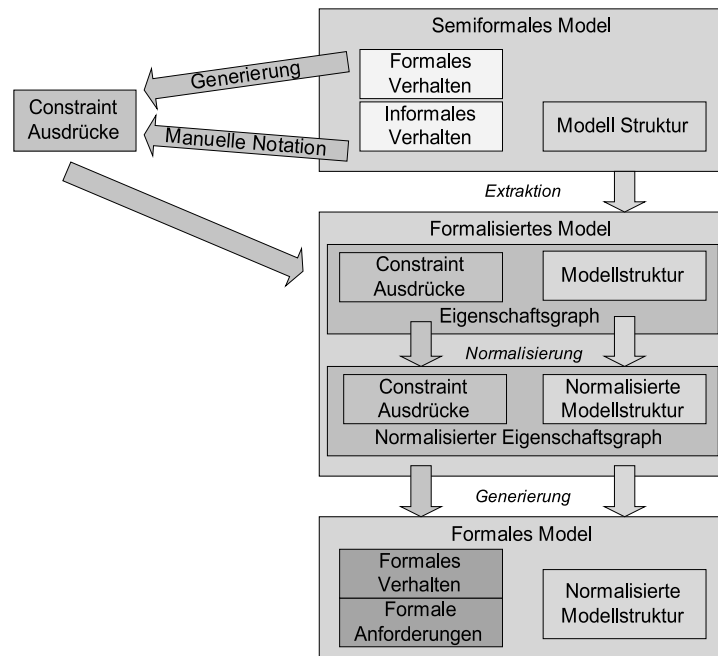 Semiformales Model
Formales
Verhalten
Generierung
Constraint
Ausdrücke
Informales
Verhalten
Modell Struktur
Manuelle Notation
Extraktion
Formalisiertes Model
Constraint
Ausdrücke
Modellstruktur
Eigenschaftsgraph
Normalisierung
Constraint
Ausdrücke
Normalisierte
Modellstruktur
Normalisierter Eigenschaftsgraph
Generierung
Formales Model
Formales
Verhalten
Formale
Anforderungen
Normalisierte
Modellstruktur